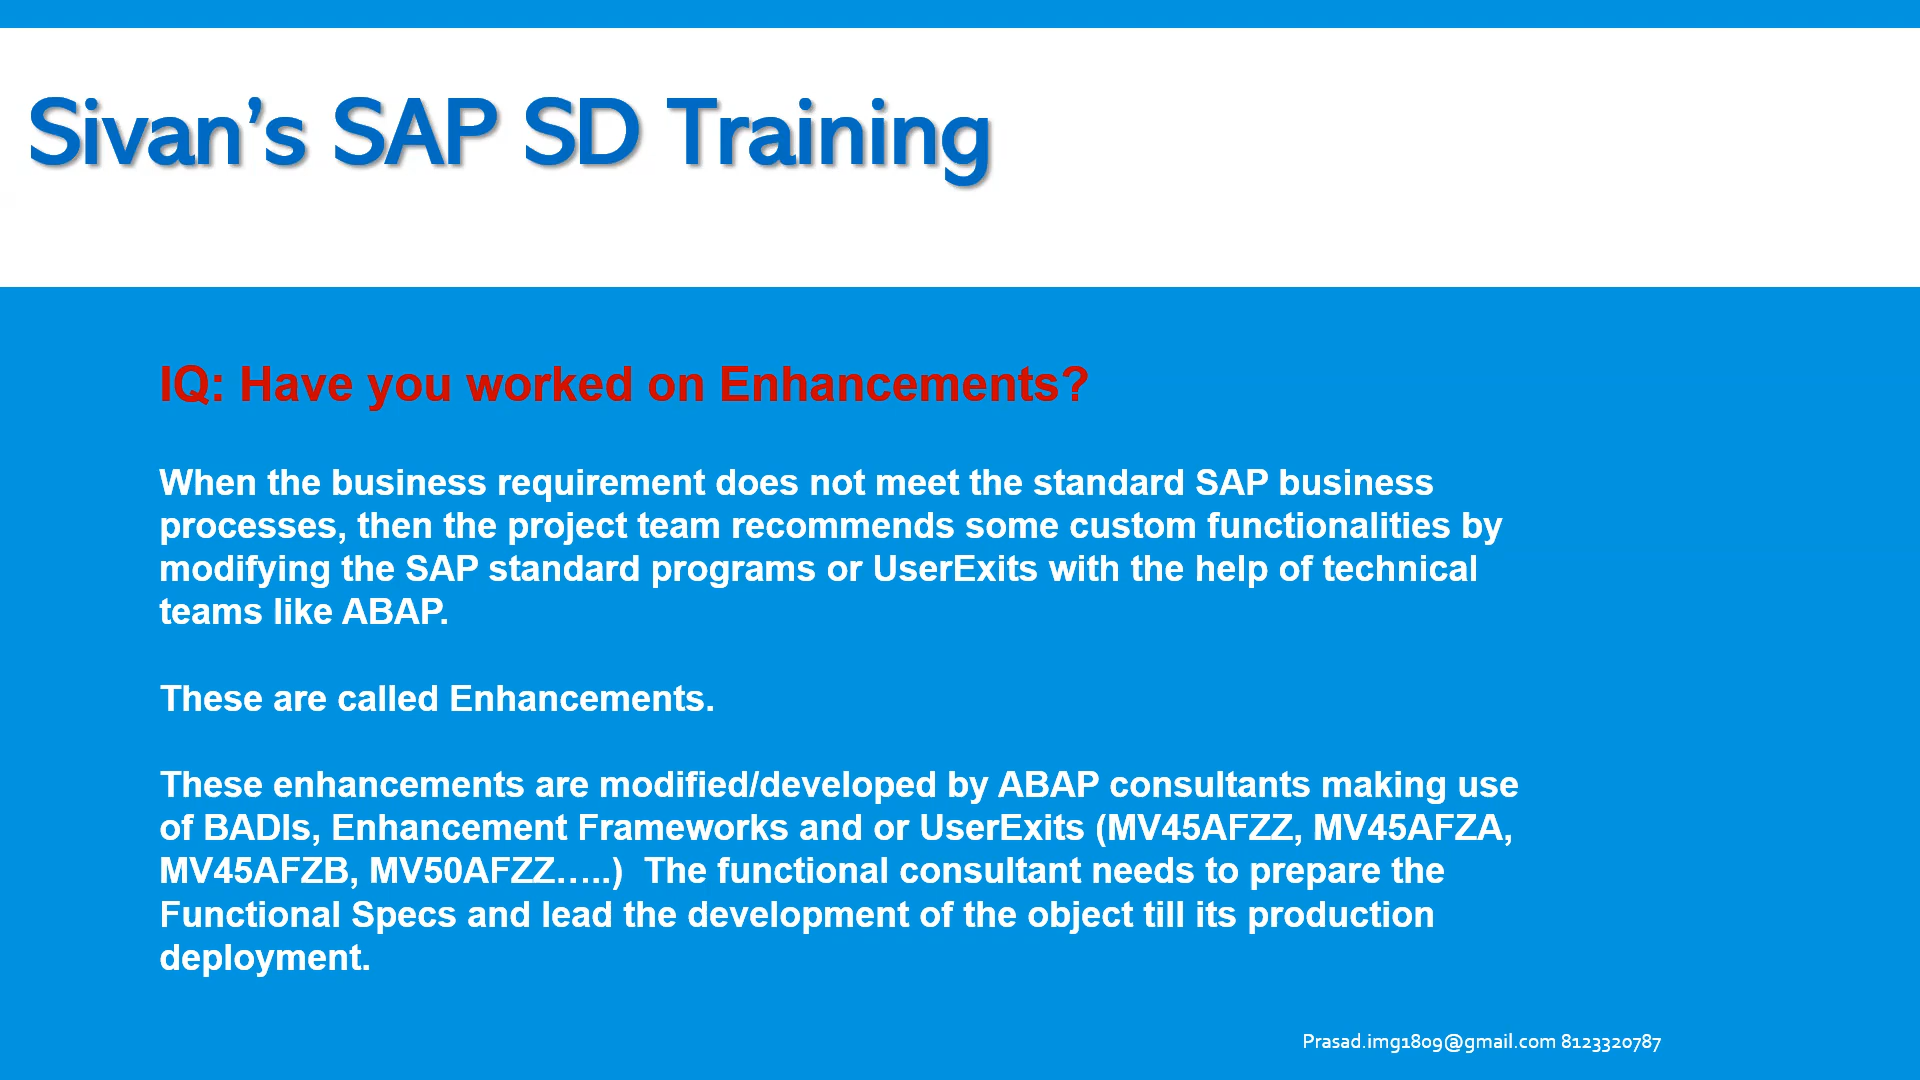 Sivan’s SAP SD Training
IQ: Have you worked on Enhancements?
When the business requirement does not meet the standard SAP business
processes, then the project team recommends some custom functionalities by
modifying the SAP standard programs or UserExits with the help of technical
teams like ABAP.
These are called Enhancements.
These enhancements are modified/developed by ABAP consultants making use
of BADIs, Enhancement Frameworks and or UserExits (MV45AFZZ, MV45AFZA,
MV45AFZB, MV50AFZZ…..)  The functional consultant needs to prepare the
Functional Specs and lead the development of the object till its production
deployment.
Prasad.img1809@gmail.com 8123320787